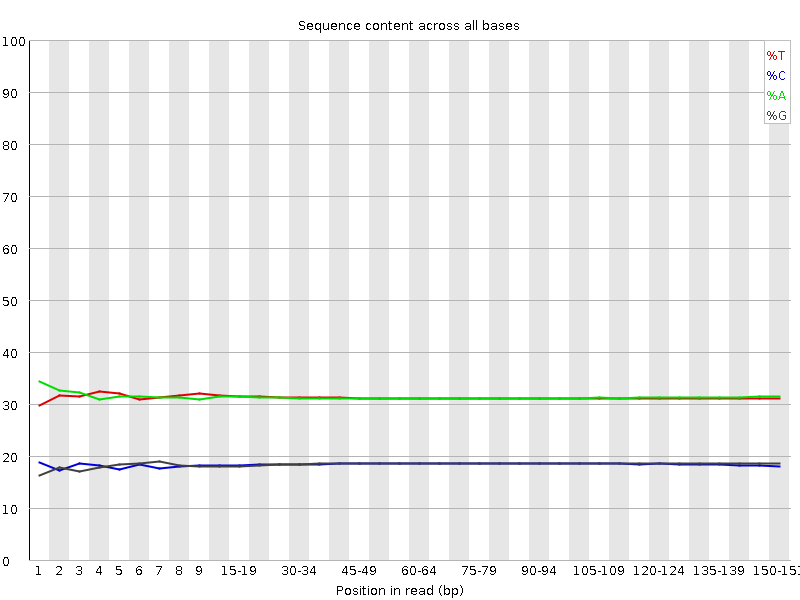 Sequence content across all bases
100
90
80
70
60
50
40
30
20
10
0
%T
%C
%A
%G
1 2 3 4 5 6 7 8 9 15-19 30-34 45-49 60-64 75-79 90-94 105-109 120-124 135-139 150-151
Position in read (bp)